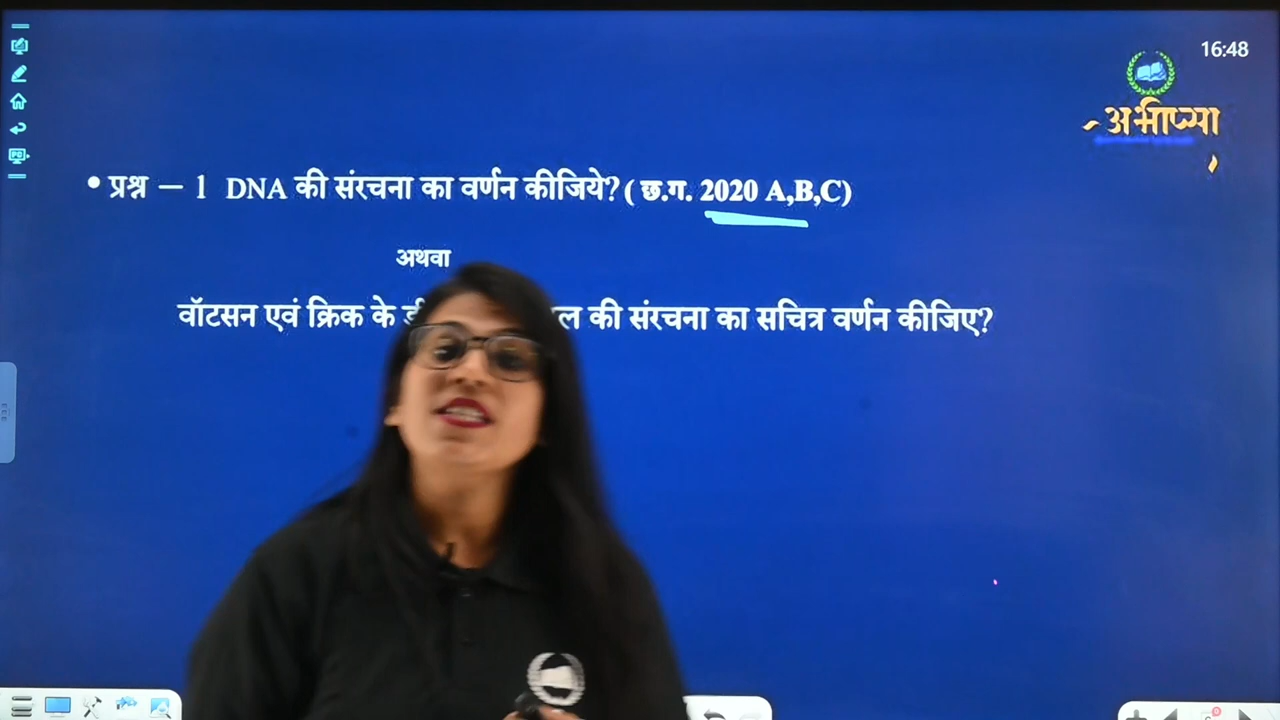 16:48
अभीप्सा
• प्रश्न – 1 DNA की संरचना का वर्णन कीजिये? ( छ.ग. 2020 A,B,C)
अथवा
वॉटसन एवं क्रिक के की संरचना का सचित्र वर्णन कीजिए?